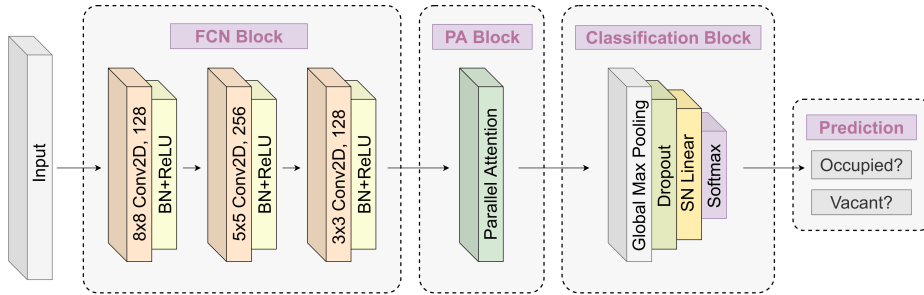 FCN Block
PA Block
Classification Block
Input
8x8 Conv2D, 128
BN+ReLU
5x5 Conv2D, 256
BN+ReLU
3x3 Conv2D, 128
BN+ReLU
Parallel Attention
Global Max Pooling
Dropout
SN Linear
Softmax
Prediction
Occupied?
Vacant?